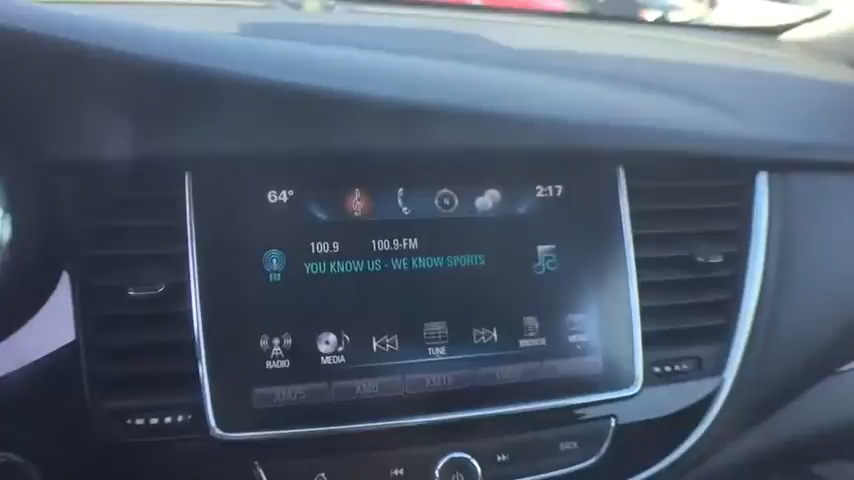 64° N 2:17
100.9 100.9-FM
FM YOU KNOW US - WE KNOW SPORTS
RADIO MEDIA TUNE BROWSE
BACK